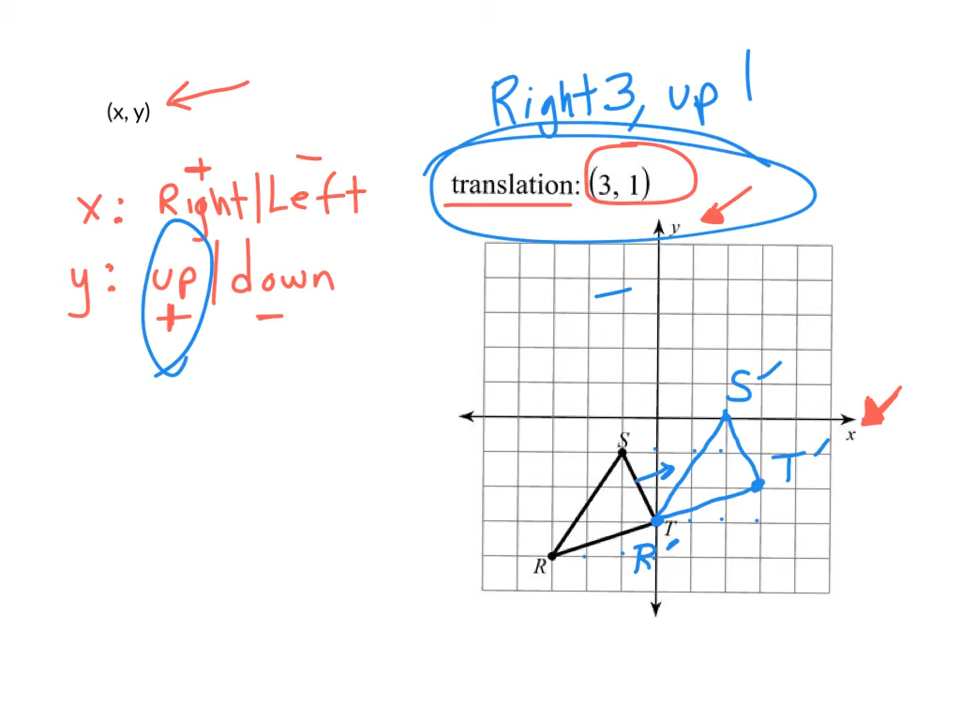 Right 3, up 1
(x, y)
+ −
x: Right|Left
translation: (3, 1)
y: up|down
+ −
y
S'
x
S
T'
T
R
R'